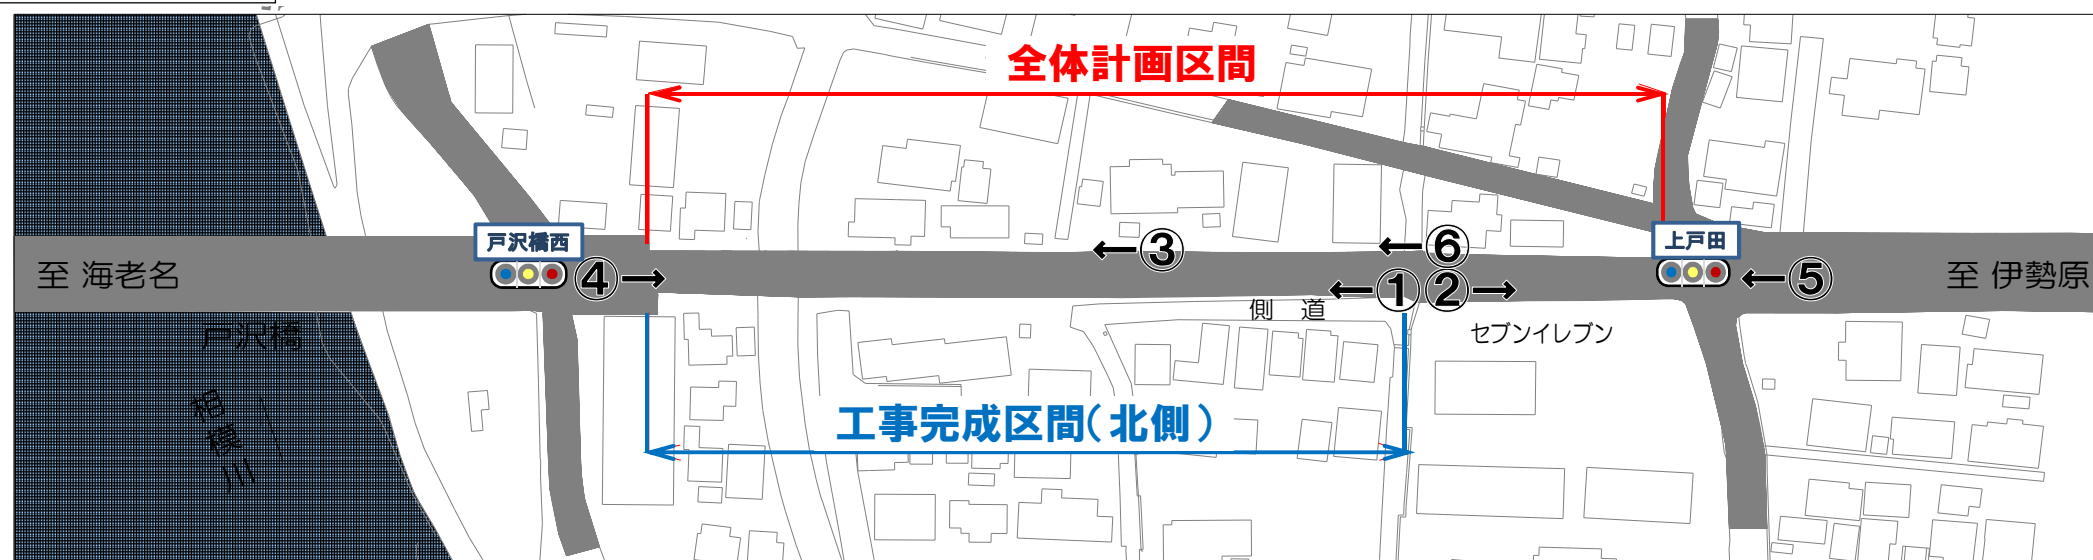 全体計画区間
戸沢橋西
上戸田
至 海老名
④→
←③
←⑥
←①
②→
←⑤
至 伊勢原
側 道
戸沢橋
セブンイレブン
相模川
工事完成区間(北側)